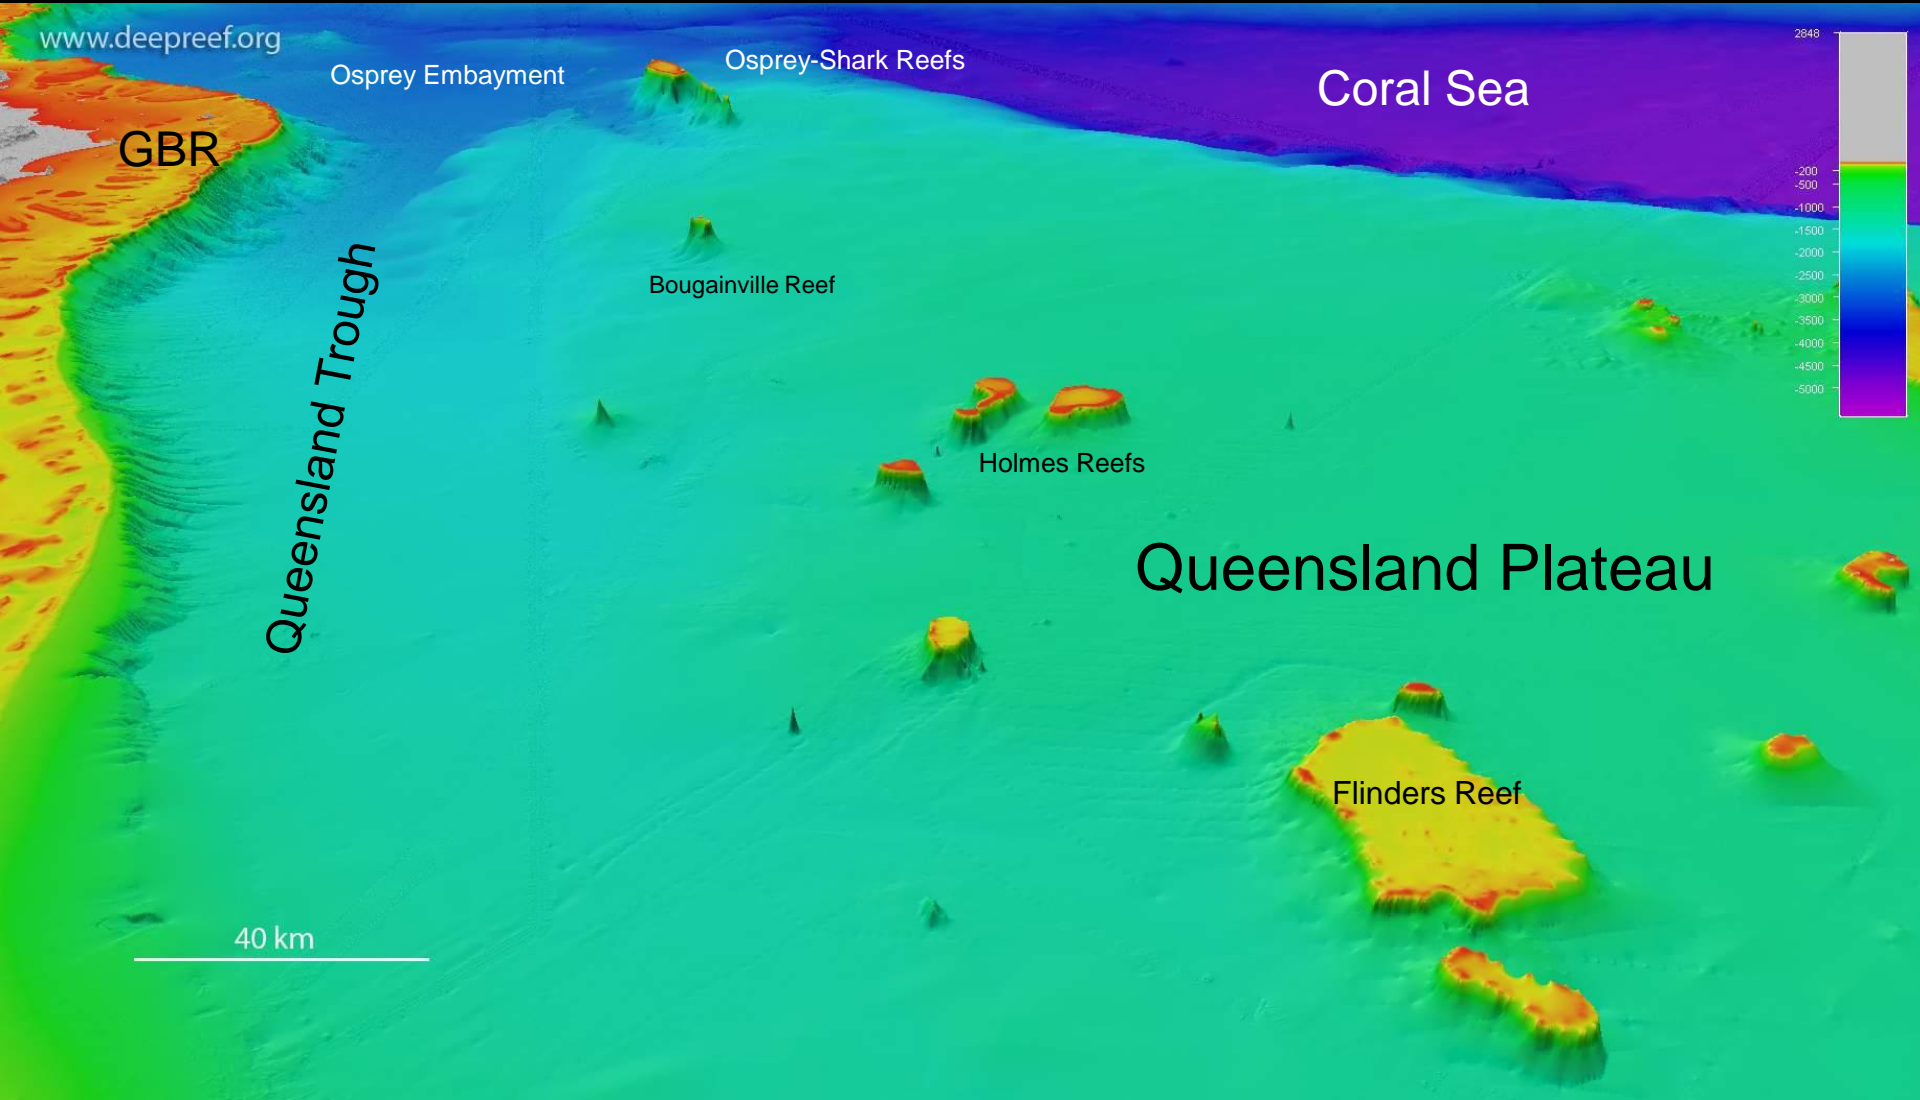 www.deepreef.org
Osprey Embayment
Osprey-Shark Reefs
Coral Sea
GBR
Queensland Trough
Bougainville Reef
Holmes Reefs
Queensland Plateau
Flinders Reef
40 km
2848
-200
-500
-1000
-1500
-2000
-2500
-3000
-3500
-4000
-4500
-5000